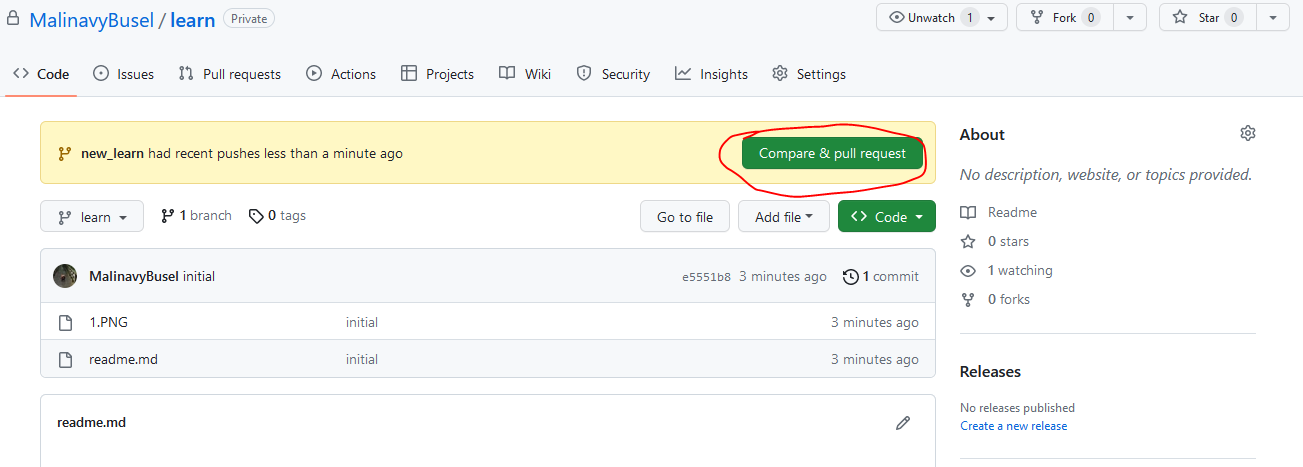 MalinavyBusel / learn Private
Unwatch 1 Fork 0 Star 0
Code Issues Pull requests Actions Projects Wiki Security Insights Settings
new_learn had recent pushes less than a minute ago Compare & pull request
learn 1 branch 0 tags Go to file Add file Code
MalinavyBusel initial e5551b8 3 minutes ago 1 commit
1.PNG initial 3 minutes ago
readme.md initial 3 minutes ago
readme.md
About
No description, website, or topics provided.
Readme
0 stars
1 watching
0 forks
Releases
No releases published
Create a new release